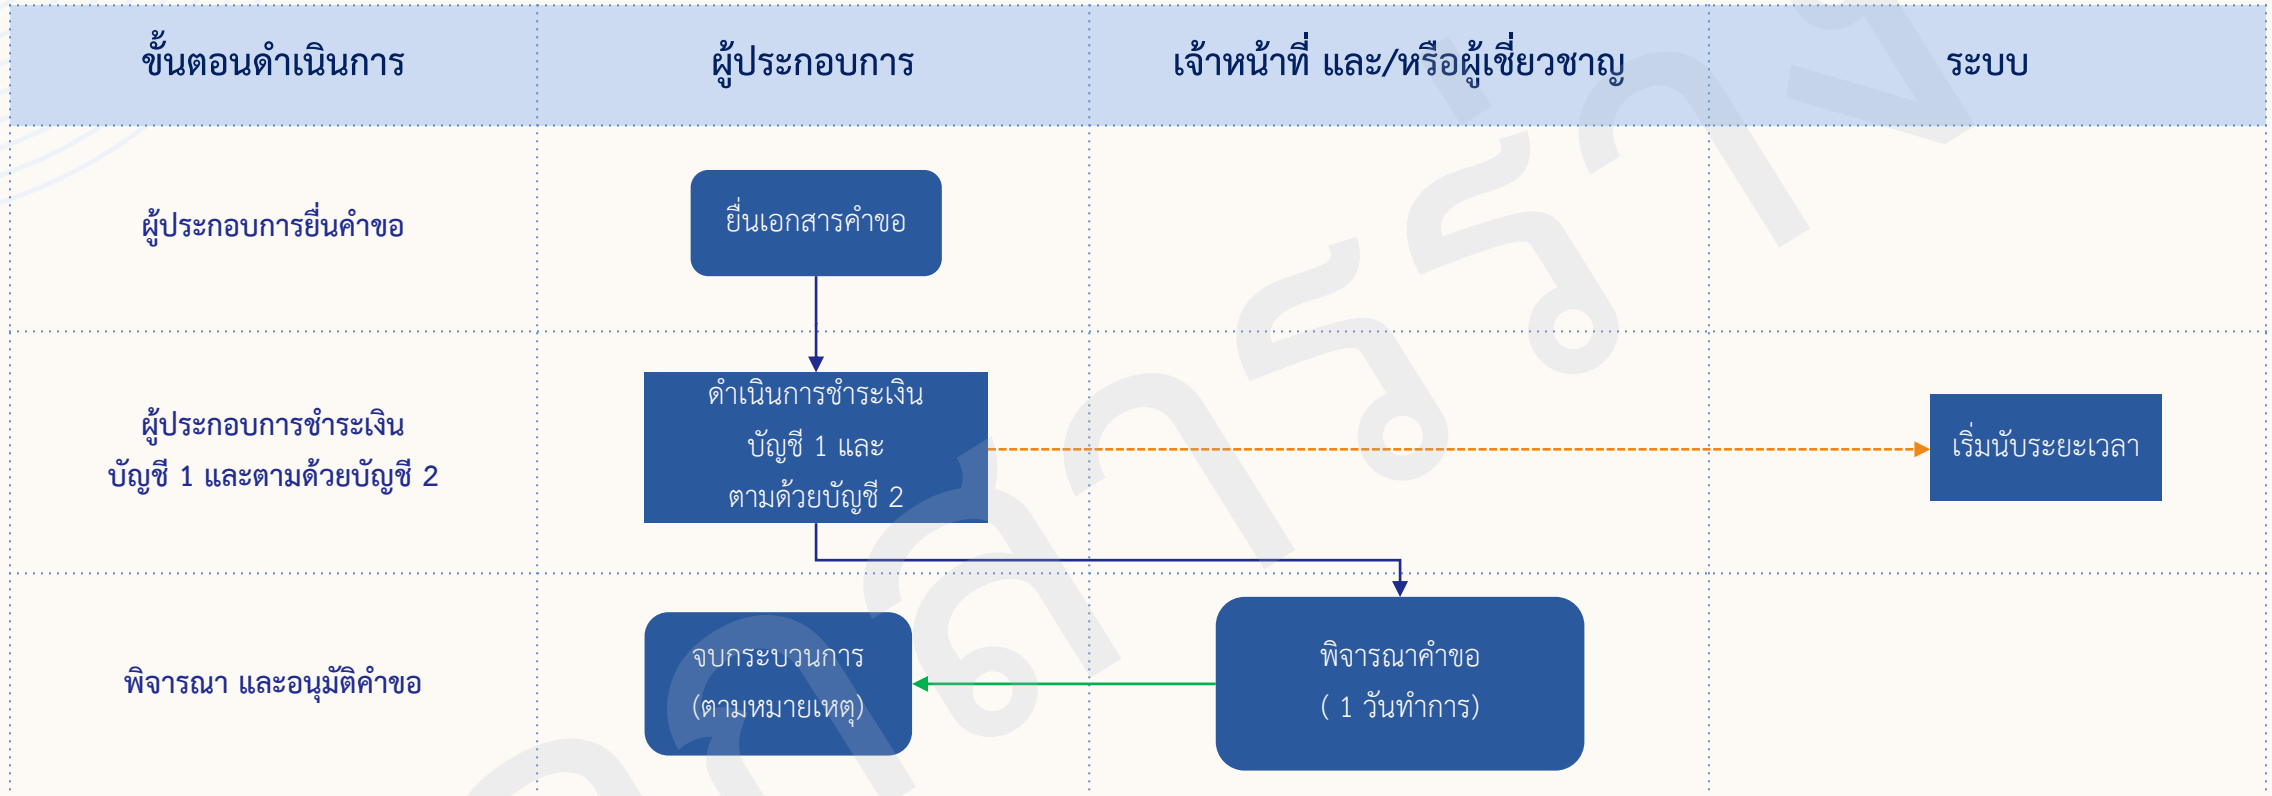 ขั้นตอนดำเนินการ
ผู้ประกอบการ
เจ้าหน้าที่ และ/หรือผู้เชี่ยวชาญ
ระบบ
ผู้ประกอบการยื่นคำขอ
ยื่นเอกสารคำขอ
ผู้ประกอบการชำระเงิน
บัญชี 1 และตามด้วยบัญชี 2
ดำเนินการชำระเงิน
บัญชี 1 และ
ตามด้วยบัญชี 2
เริ่มนับระยะเวลา
พิจารณา และอนุมัติคำขอ
จบกระบวนการ
(ตามหมายเหตุ)
พิจารณาคำขอ
( 1 วันทำการ)